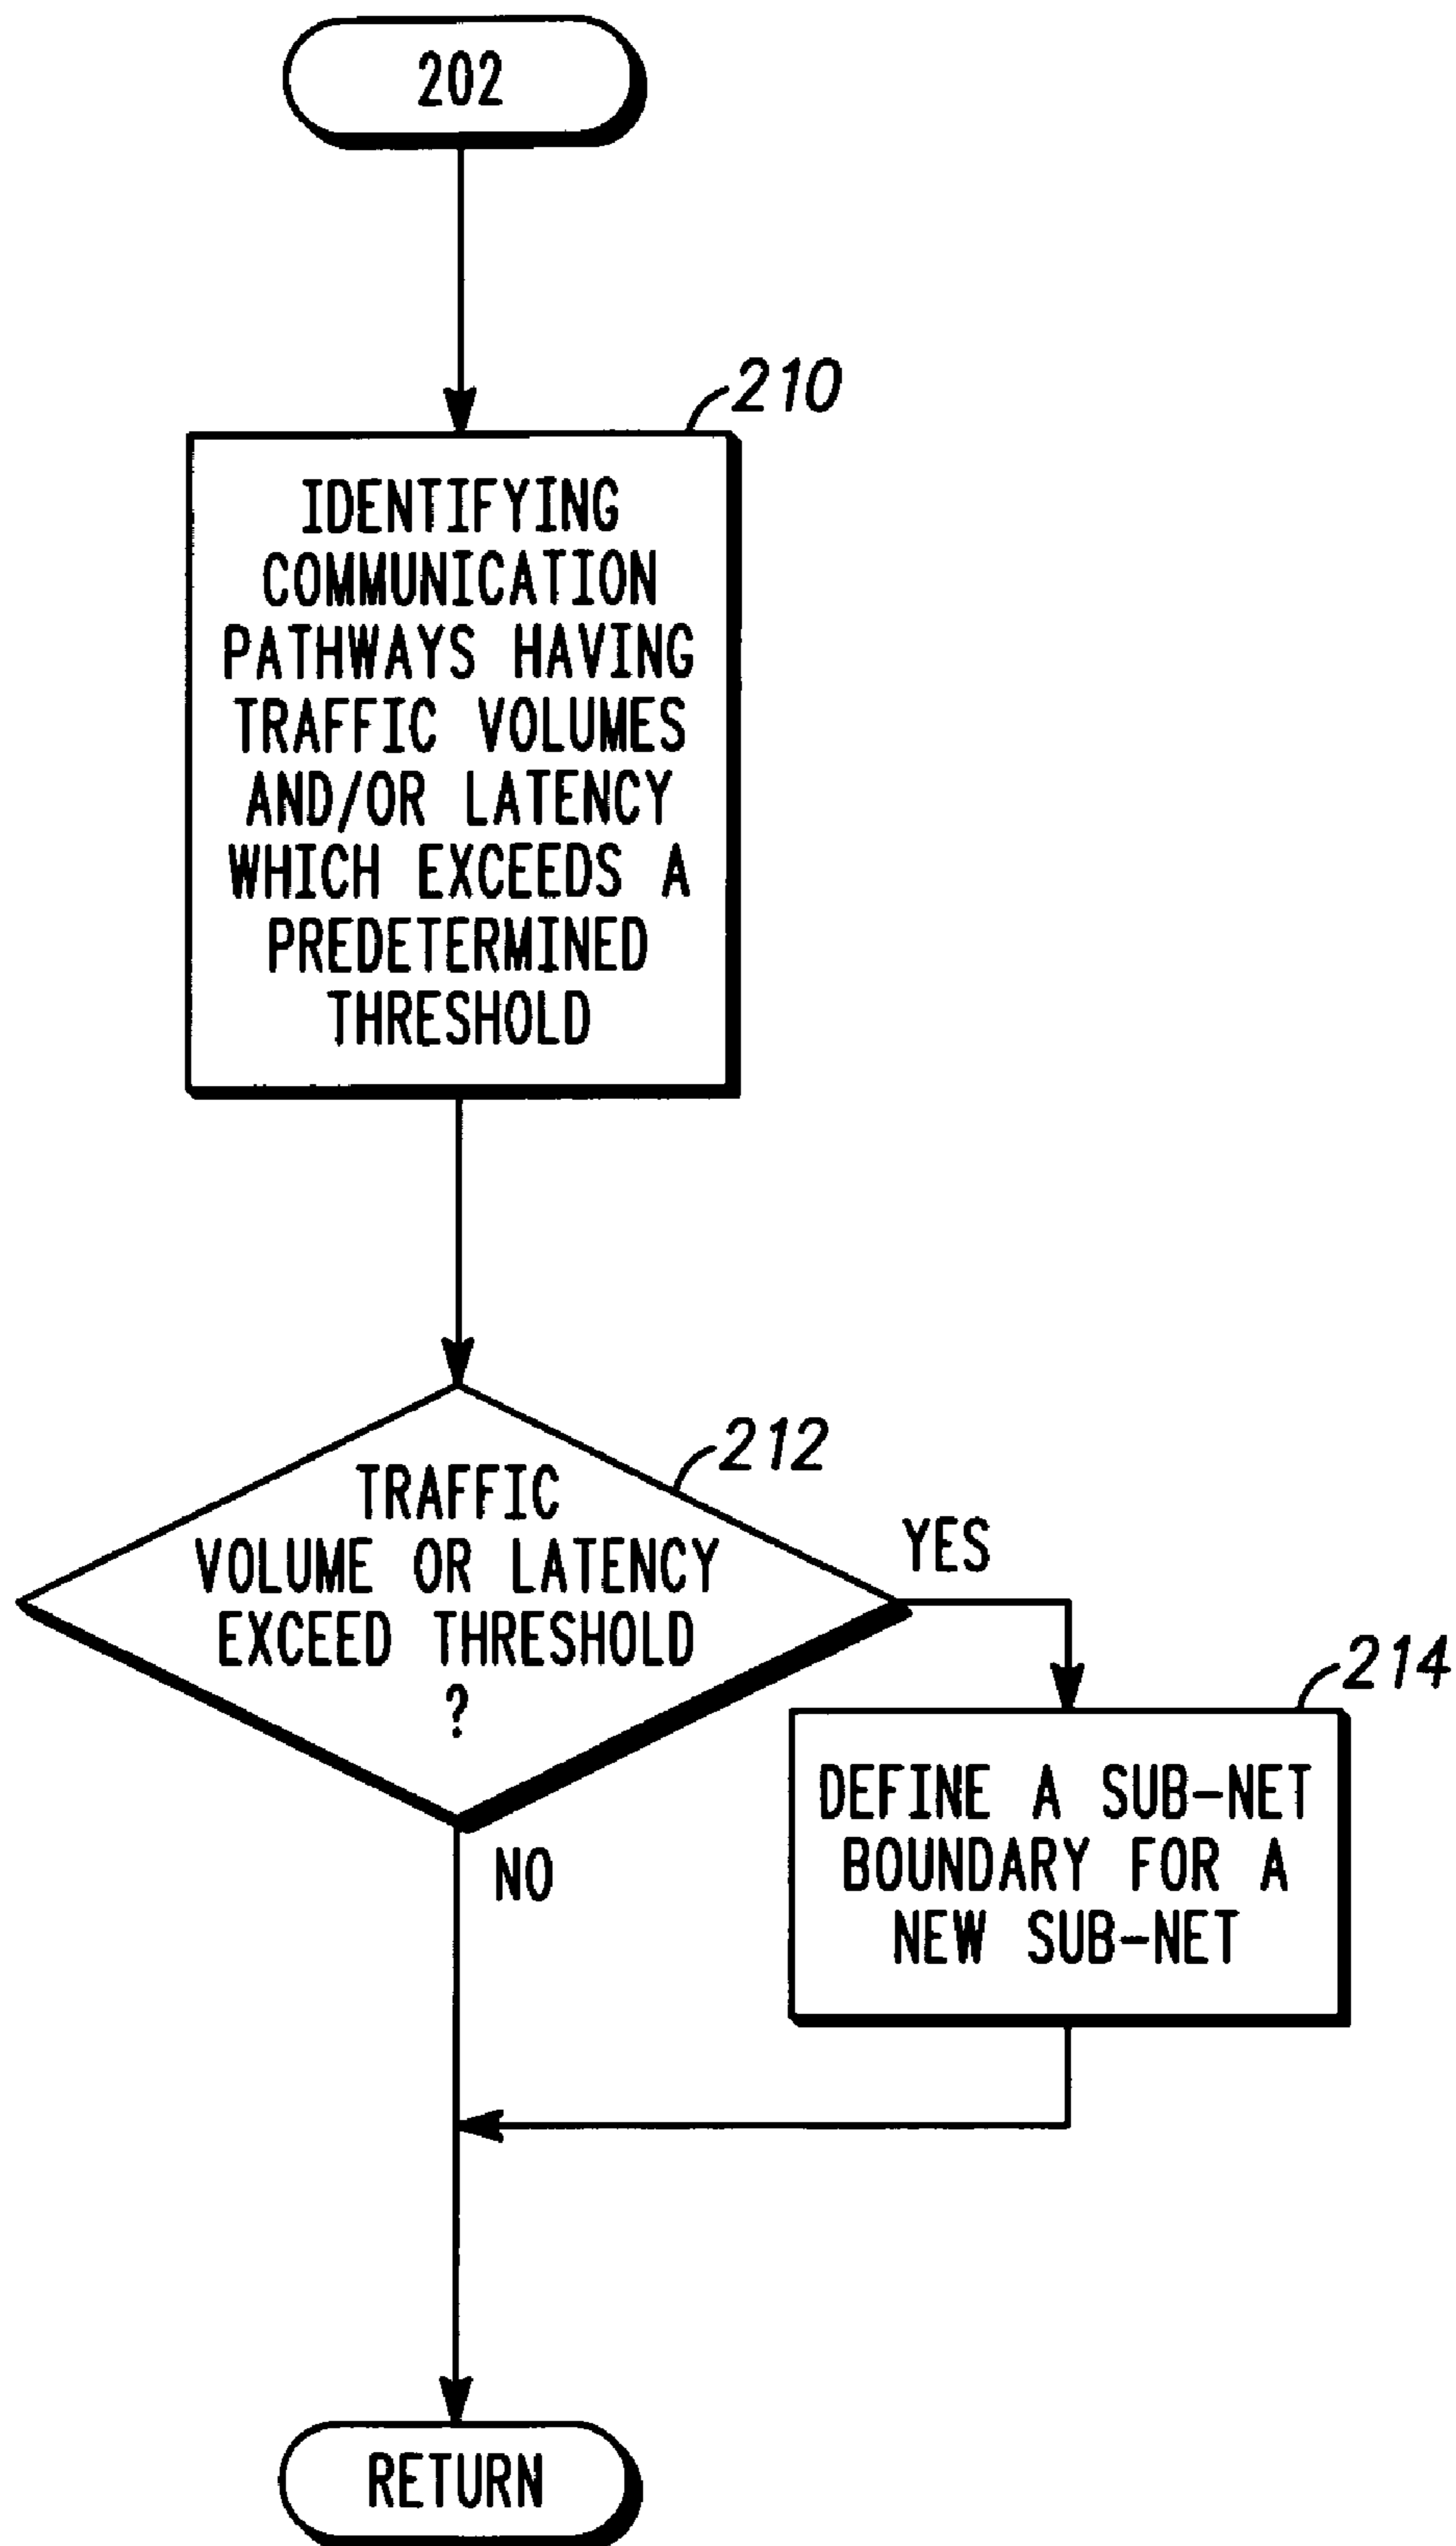 202
210
IDENTIFYING
COMMUNICATION
PATHWAYS HAVING
TRAFFIC VOLUMES
AND/OR LATENCY
WHICH EXCEEDS A
PREDETERMINED
THRESHOLD
212
TRAFFIC
VOLUME OR LATENCY
EXCEED THRESHOLD
?
YES
NO
214
DEFINE A SUB-NET
BOUNDARY FOR A
NEW SUB-NET
RETURN